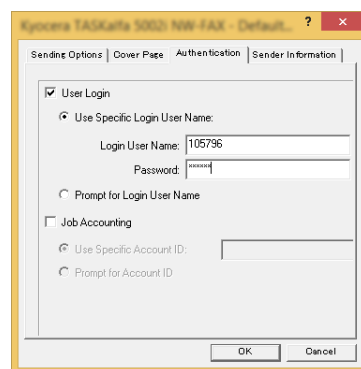 Kyocera TASKalfa 5002i NW-FAX - Default... ? ×
Sending Options Cover Page Authentication Sender Information
User Login
Use Specific Login User Name:
Login User Name: 105796
Password: ******
Prompt for Login User Name
Job Accounting
Use Specific Account ID:
Prompt for Account ID
OK Cancel